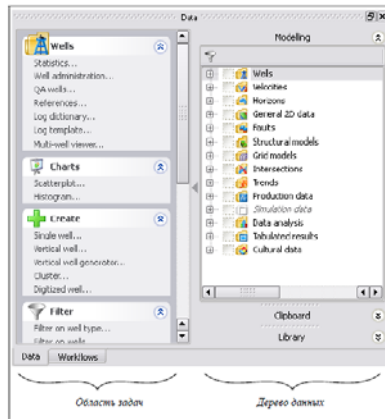 Data
Wells
Statistics...
Well administration...
QA wells...
References...
Log dictionary...
Log template...
Multi-well viewer...
Charts
Scatterplot...
Histogram...
Create
Single well...
Vertical well...
Vertical well generator...
Cluster...
Digitized well...
Filter
Filter on well type...
Filter on wells
Modeling
Wells
Velocities
Horizons
General 2D data
Faults
Structural models
Grid models
Intersections
Trends
Production data
Simulation data
Data analysis
Tabulated results
Cultural data
Clipboard
Library
Data Workflows
Область задач
Дерево данных